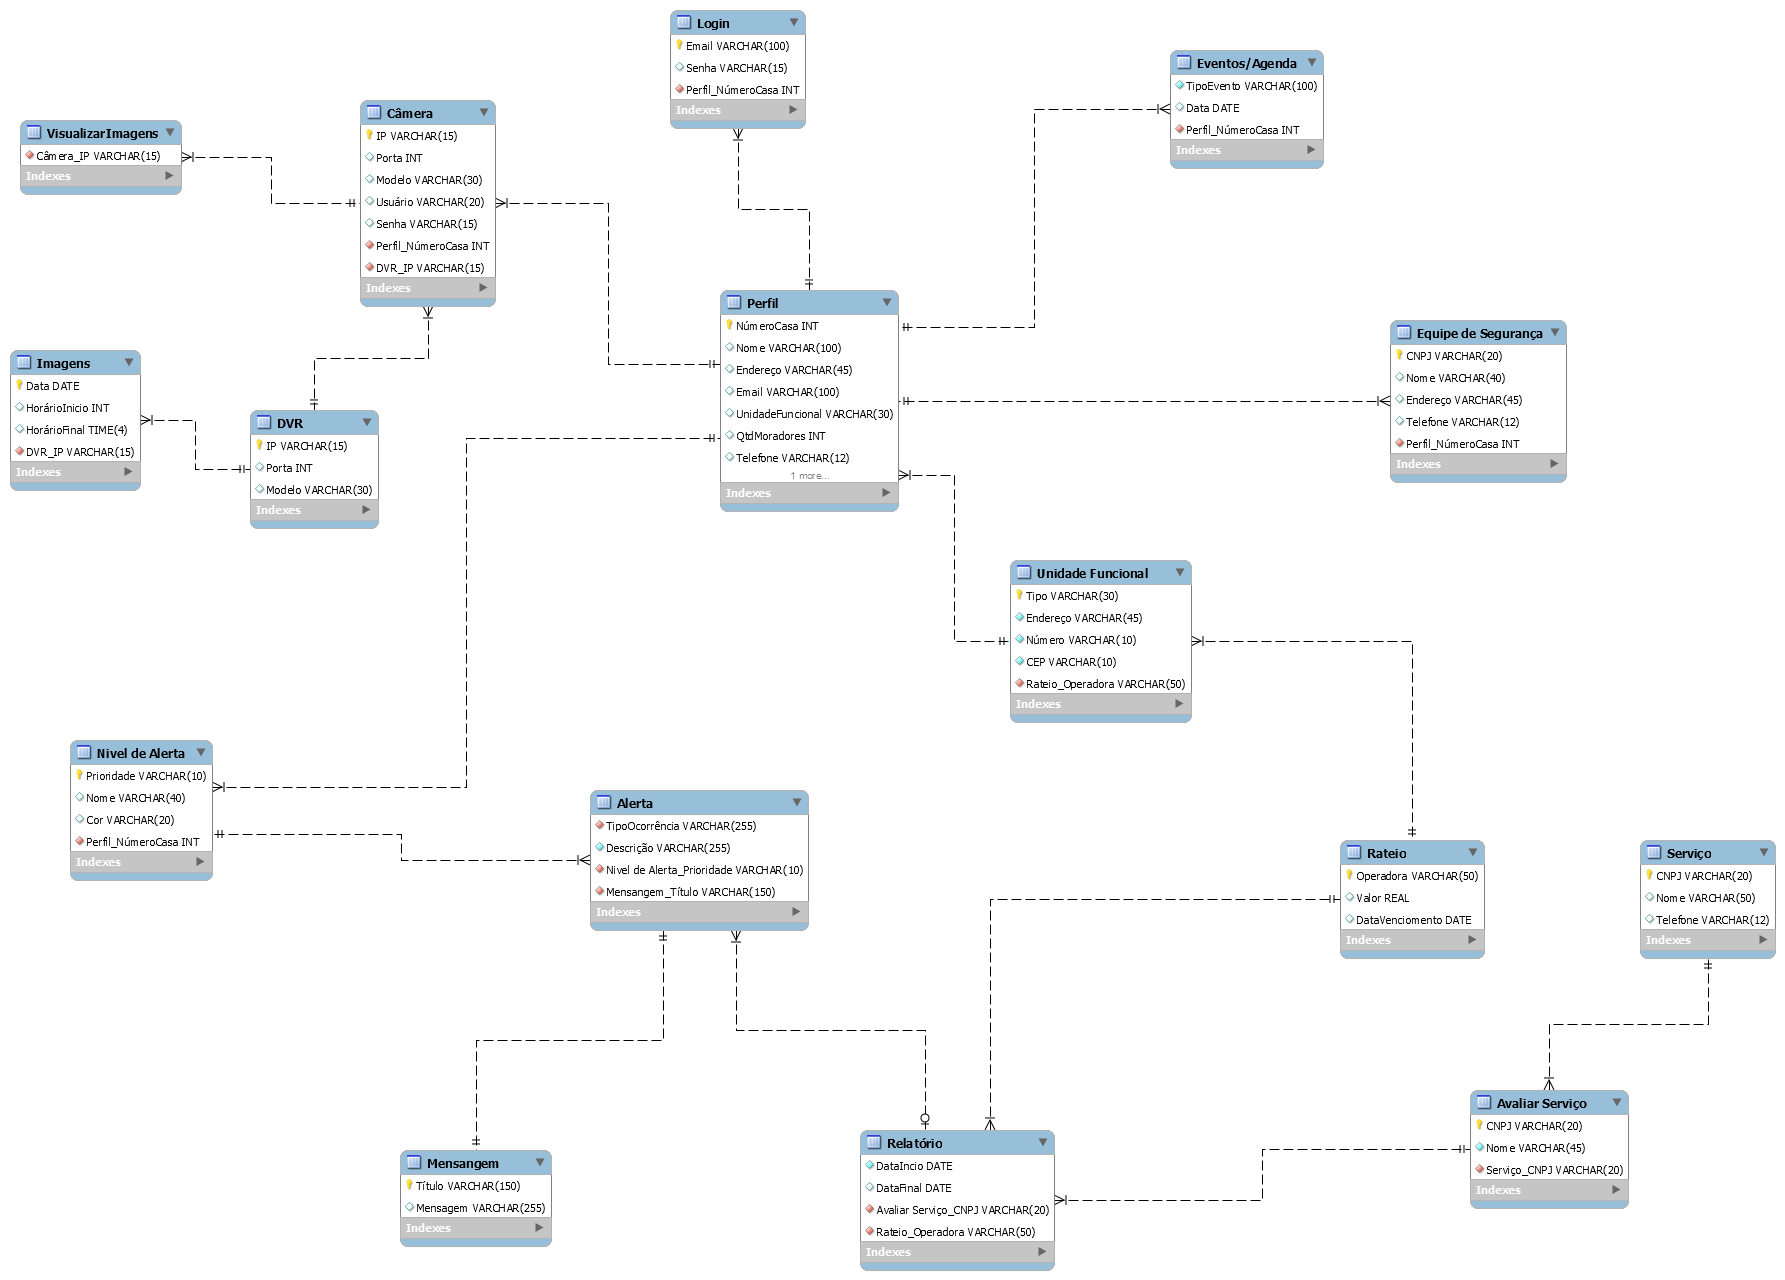 Login
Email VARCHAR(100)
Senha VARCHAR(15)
Perfil_NúmeroCasa INT
Indexes
Eventos/Agenda
TipoEvento VARCHAR(100)
Data DATE
Perfil_NúmeroCasa INT
Indexes
Câmera
IP VARCHAR(15)
Porta INT
Modelo VARCHAR(30)
Usuário VARCHAR(20)
Senha VARCHAR(15)
Perfil_NúmeroCasa INT
DVR_IP VARCHAR(15)
Indexes
VisualizarImagens
Câmera_IP VARCHAR(15)
Indexes
Perfil
NúmeroCasa INT
Nome VARCHAR(100)
Endereço VARCHAR(45)
Email VARCHAR(100)
UnidadeFuncional VARCHAR(30)
QtdMoradores INT
Telefone VARCHAR(12)
1 more...
Indexes
Equipe de Segurança
CNPJ VARCHAR(20)
Nome VARCHAR(40)
Endereço VARCHAR(45)
Telefone VARCHAR(12)
Perfil_NúmeroCasa INT
Indexes
Imagens
Data DATE
HorárioInicio INT
HorárioFinal TIME(4)
DVR_IP VARCHAR(15)
Indexes
DVR
IP VARCHAR(15)
Porta INT
Modelo VARCHAR(30)
Indexes
Unidade Funcional
Tipo VARCHAR(30)
Endereço VARCHAR(45)
Número VARCHAR(10)
CEP VARCHAR(10)
Rateio_Operadora VARCHAR(50)
Indexes
Nivel de Alerta
Prioridade VARCHAR(10)
Nome VARCHAR(40)
Cor VARCHAR(20)
Perfil_NúmeroCasa INT
Indexes
Alerta
TipoOcorrência VARCHAR(255)
Descrição VARCHAR(255)
Nivel de Alerta_Prioridade VARCHAR(10)
Mensangem_Título VARCHAR(150)
Indexes
Rateio
Operadora VARCHAR(50)
Valor REAL
DataVenciomento DATE
Indexes
Serviço
CNPJ VARCHAR(20)
Nome VARCHAR(50)
Telefone VARCHAR(12)
Indexes
Avaliar Serviço
CNPJ VARCHAR(20)
Nome VARCHAR(45)
Serviço_CNPJ VARCHAR(20)
Indexes
Relatório
DataIncio DATE
DataFinal DATE
Avaliar Serviço_CNPJ VARCHAR(20)
Rateio_Operadora VARCHAR(50)
Indexes
Mensangem
Título VARCHAR(150)
Mensagem VARCHAR(255)
Indexes